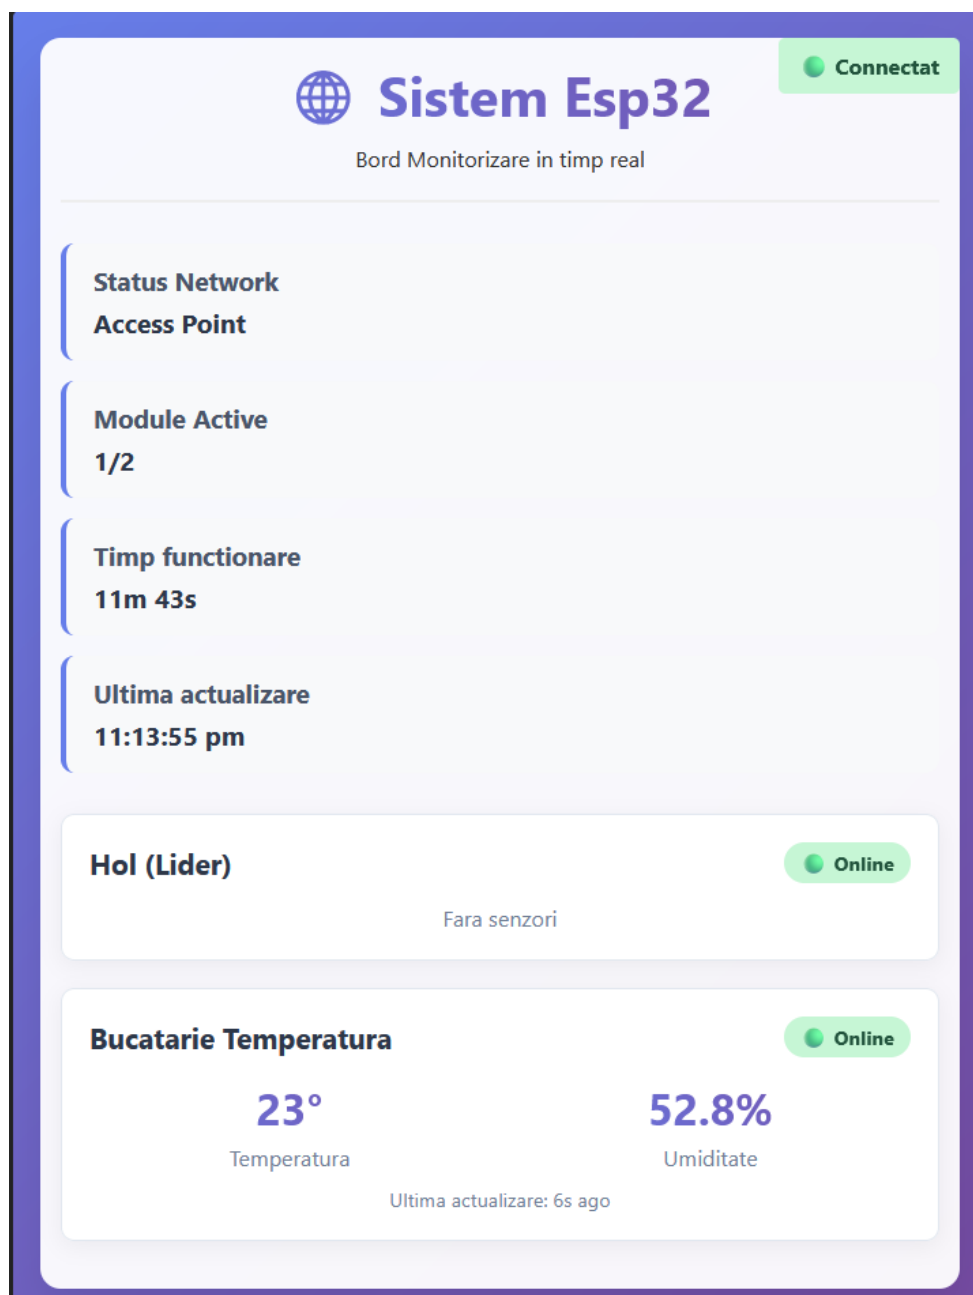 Connectat
Sistem Esp32
Bord Monitorizare in timp real
Status Network
Access Point
Module Active
1/2
Timp functionare
11m 43s
Ultima actualizare
11:13:55 pm
Hol (Lider)
Online
Fara senzori
Bucatarie Temperatura
Online
23°
52.8%
Temperatura
Umiditate
Ultima actualizare: 6s ago